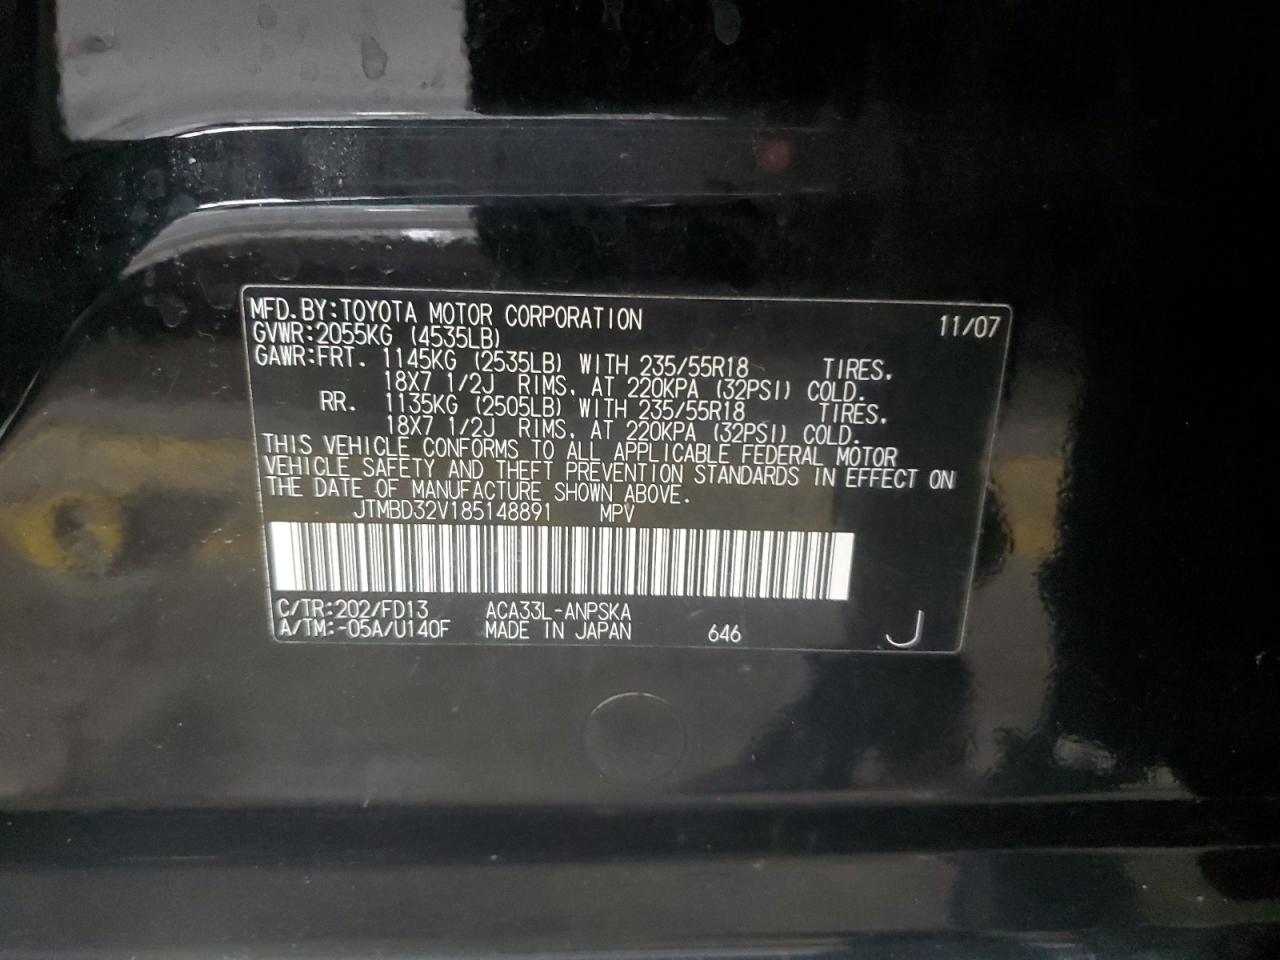 MFD.BY:TOYOTA MOTOR CORPORATION 11/07
GVWR:2055KG (4535LB)
GAWR:FRT. 1145KG (2535LB) WITH 235/55R18 TIRES.
18X7 1/2J RIMS, AT 220KPA (32PSI) COLD.
RR. 1135KG (2505LB) WITH 235/55R18 TIRES.
18X7 1/2J RIMS, AT 220KPA (32PSI) COLD.
THIS VEHICLE CONFORMS TO ALL APPLICABLE FEDERAL MOTOR
VEHICLE SAFETY AND THEFT PREVENTION STANDARDS IN EFFECT ON
THE DATE OF MANUFACTURE SHOWN ABOVE.
JTMBD32V185148891 MPV
C/TR:202/FD13 ACA33L-ANPSKA
A/TM:-05A/U140F MADE IN JAPAN 646 J